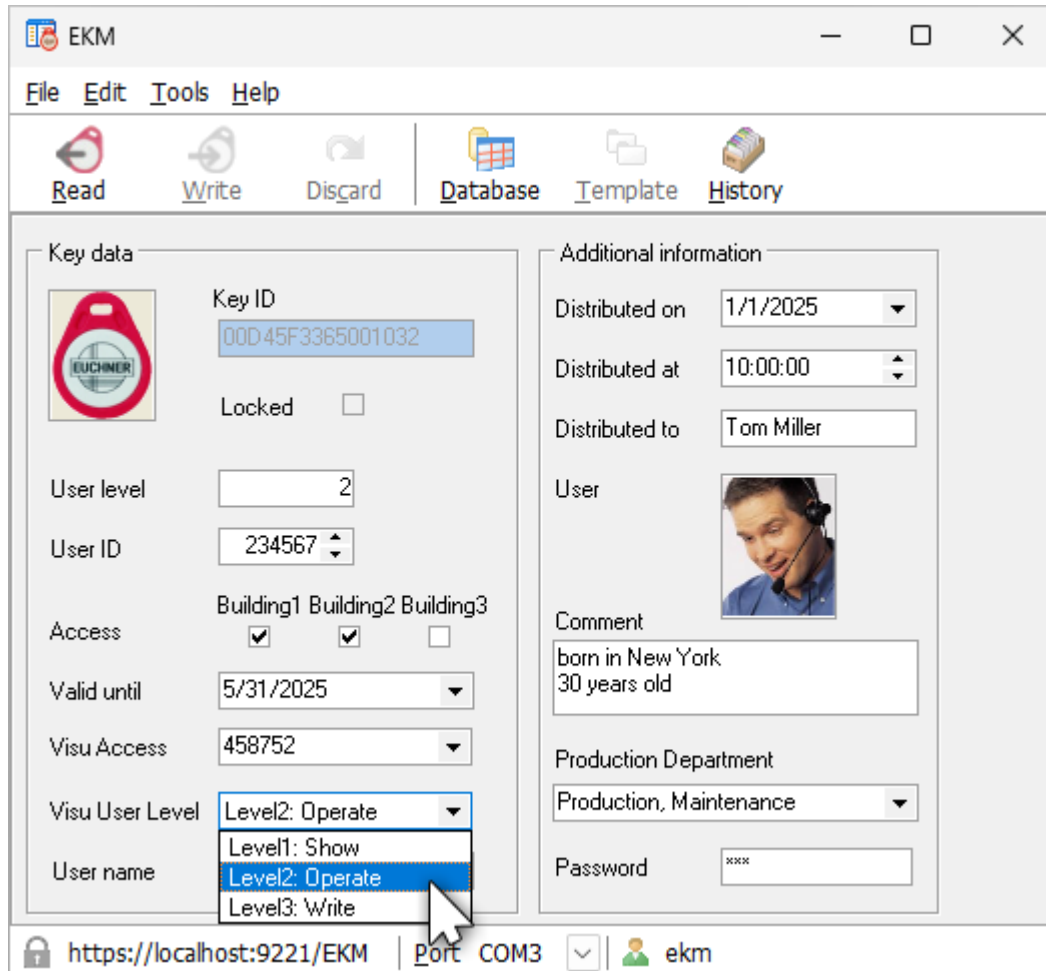 EKM
File Edit Tools Help
Read Write Discard Database Template History
Key data
EUCHNER
Key ID
00D45F3365001032
Locked
User level 2
User ID 234567
Building1 Building2 Building3
Access
Valid until 5/31/2025
Visu Access 458752
Visu User Level Level2: Operate
Level1: Show
Level2: Operate
Level3: Write
User name
Additional information
Distributed on 1/1/2025
Distributed at 10:00:00
Distributed to Tom Miller
User
Comment
born in New York
30 years old
Production Department
Production, Maintenance
Password ***
https://localhost:9221/EKM Port COM3 ekm